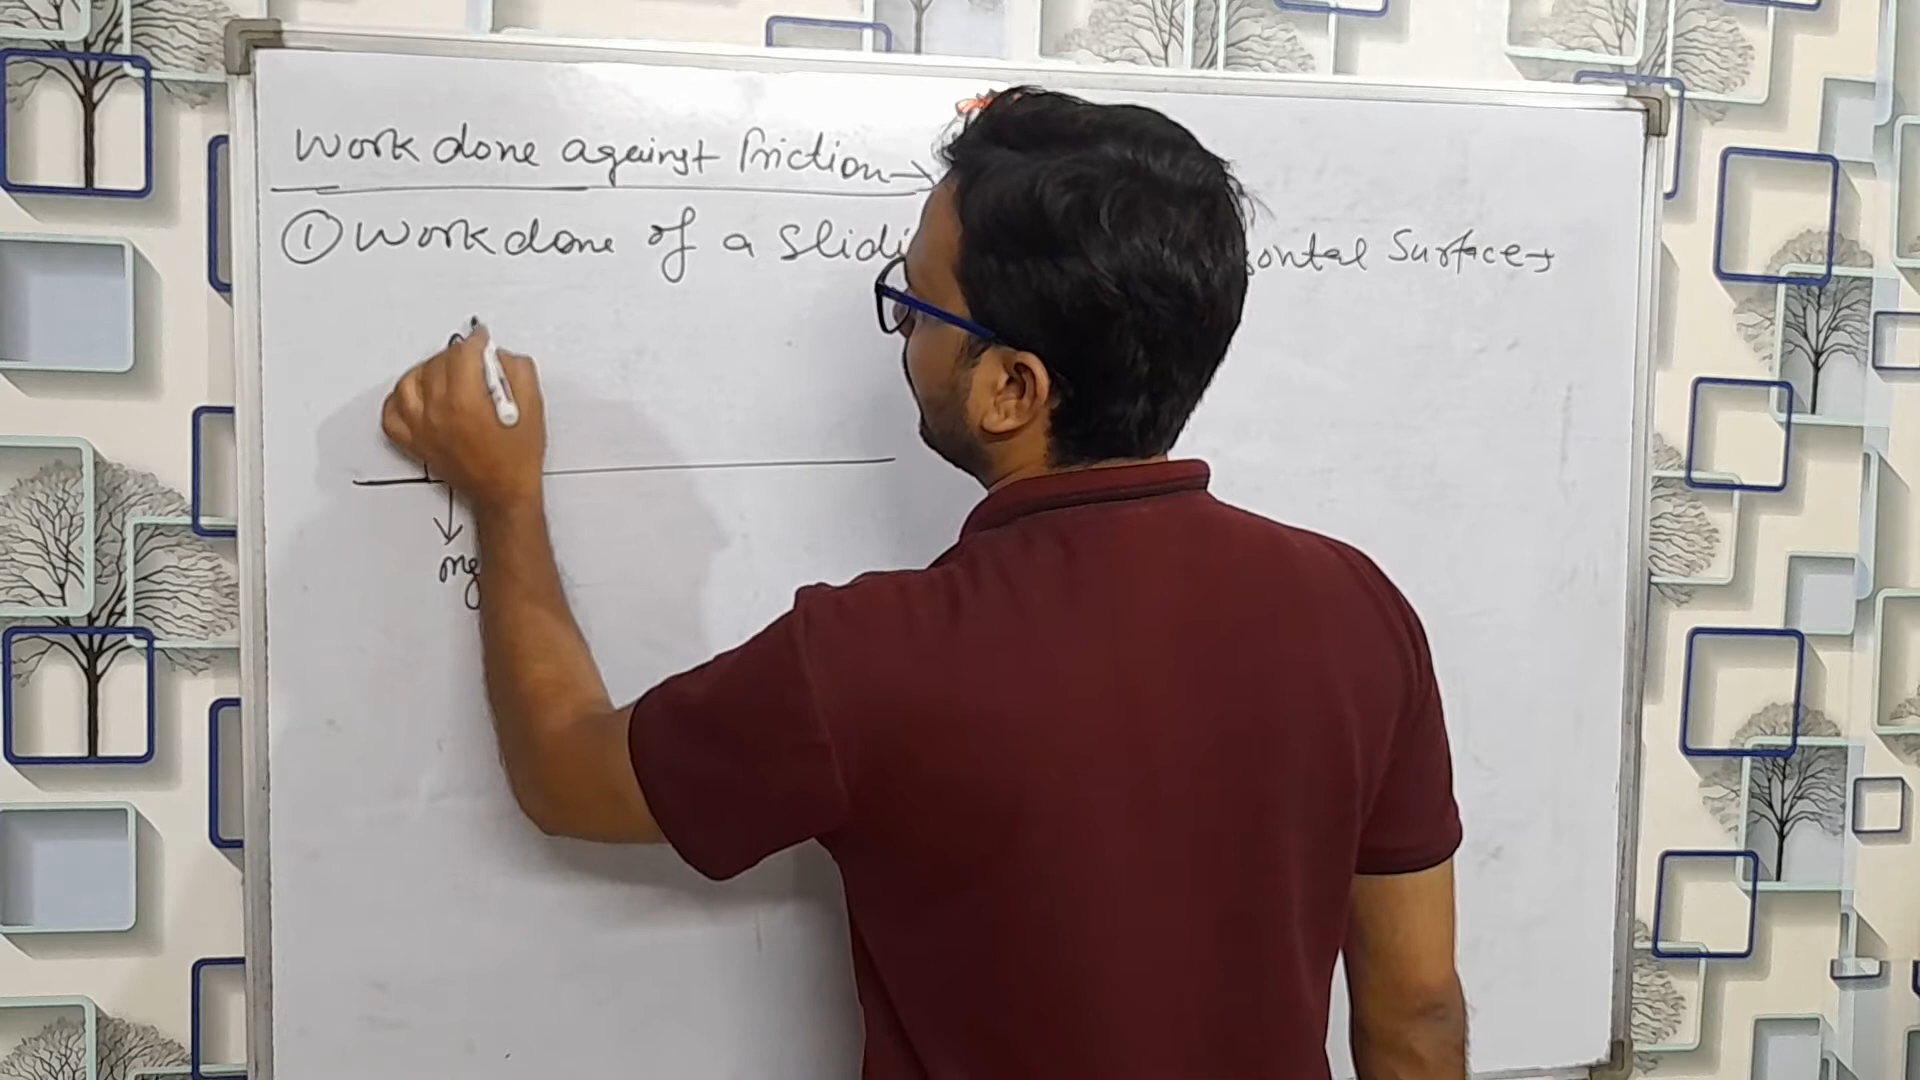 Work done against friction→
① Work done of a Slidi ontal Surface→
mg